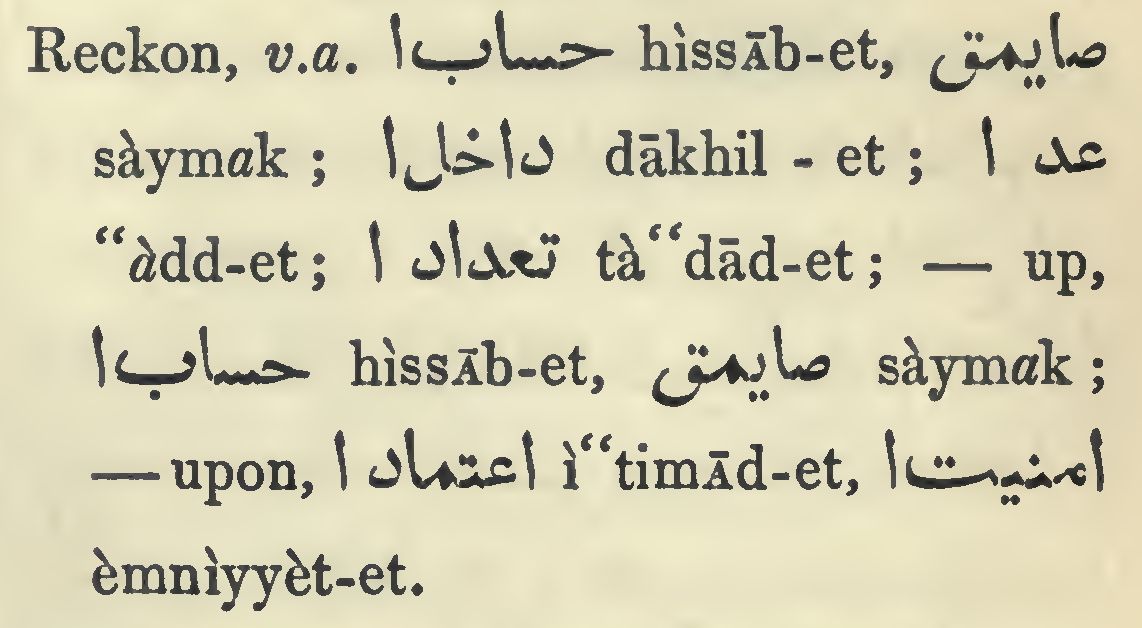 Reckon, v.a. حساب ا hìssĀb-et, صايمق
sàymak ; داخل ا dākhil - et ; عد ا
“àdd-et ; تعداد ا tà“dād-et ; — up,
حساب ا hìssĀb-et, صايمق sàymak ;
— upon, اعتماد ا ì“timĀd-et, امنيت ا
èmnìyyèt-et.